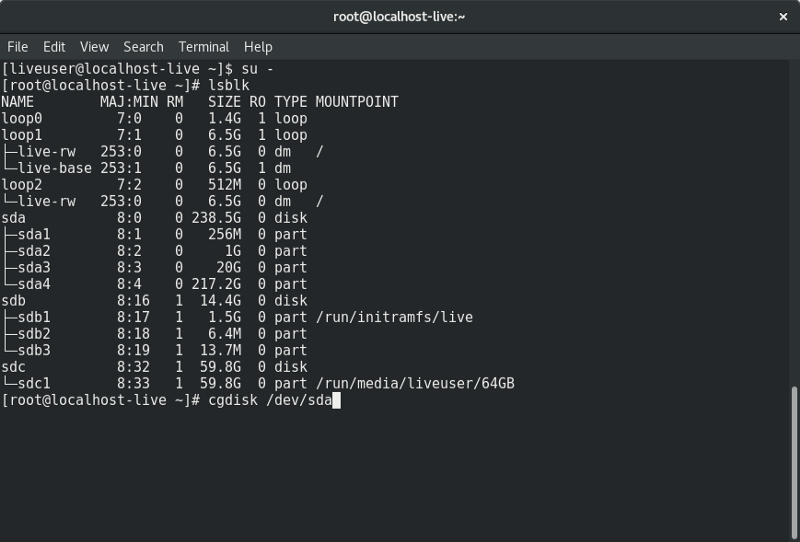 root@localhost-live:~
File Edit View Search Terminal Help
[liveuser@localhost-live ~]$ su -
[root@localhost-live ~]# lsblk
NAME        MAJ:MIN RM   SIZE RO TYPE MOUNTPOINT
loop0         7:0    0   1.4G  1 loop
loop1         7:1    0   6.5G  1 loop
├─live-rw   253:0    0   6.5G  0 dm   /
└─live-base 253:1    0   6.5G  1 dm
loop2         7:2    0   512M  0 loop
└─live-rw   253:0    0   6.5G  0 dm   /
sda           8:0    0 238.5G  0 disk
├─sda1        8:1    0   256M  0 part
├─sda2        8:2    0     1G  0 part
├─sda3        8:3    0    20G  0 part
└─sda4        8:4    0 217.2G  0 part
sdb           8:16   1  14.4G  0 disk
├─sdb1        8:17   1   1.5G  0 part /run/initramfs/live
├─sdb2        8:18   1   6.4M  0 part
└─sdb3        8:19   1  13.7M  0 part
sdc           8:32   1  59.8G  0 disk
└─sdc1        8:33   1  59.8G  0 part /run/media/liveuser/64GB
[root@localhost-live ~]# cgdisk /dev/sda